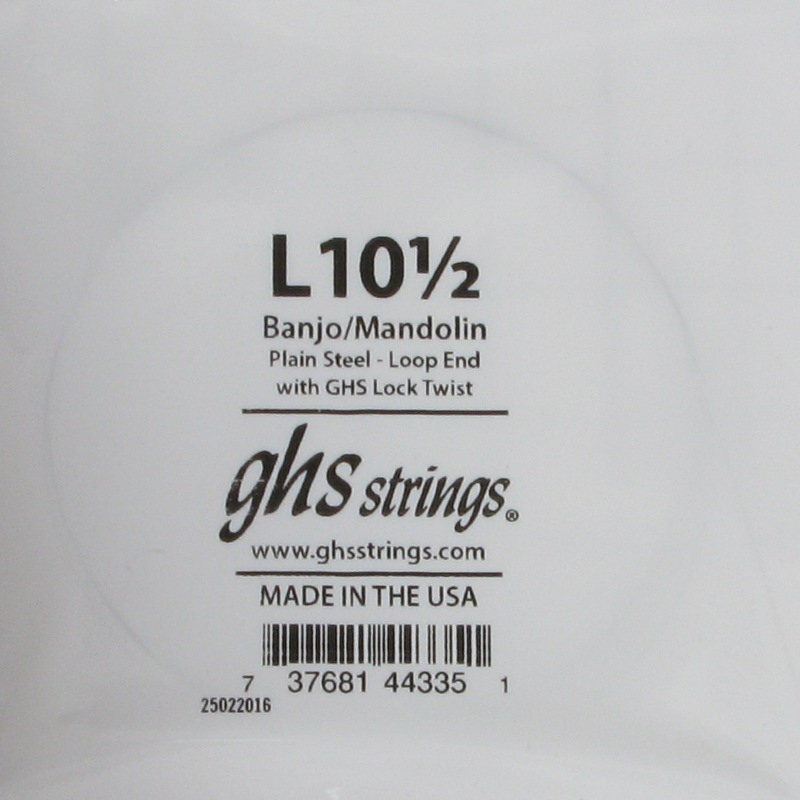 L10½
Banjo/Mandolin
Plain Steel - Loop End
with GHS Lock Twist
ghs strings®
www.ghsstrings.com
MADE IN THE USA
7 37681 44335 1
25022016